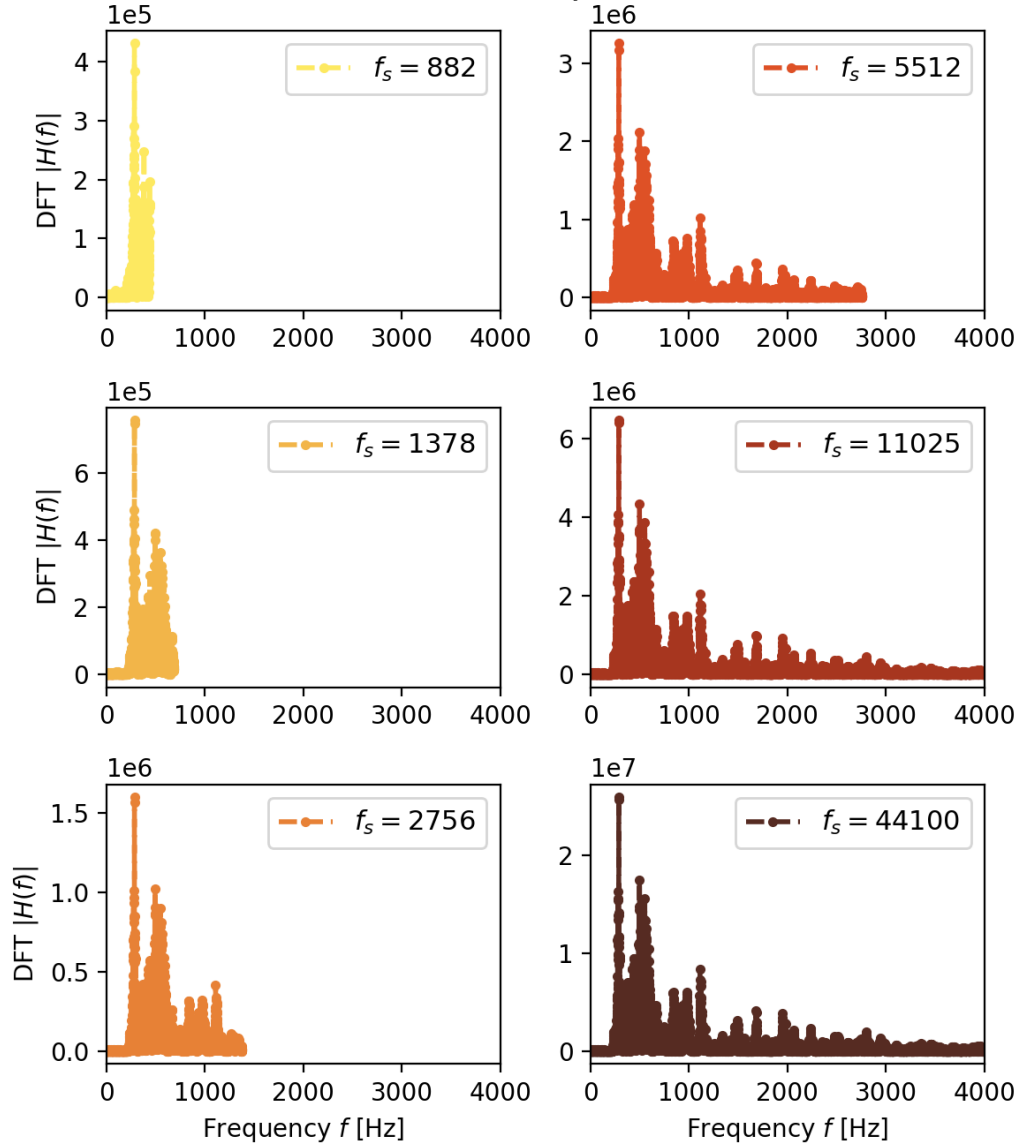 1e5
4
3
2
1
0
DFT |H(f)|
f_s = 882
0 1000 2000 3000 4000
1e6
3
2
1
0
f_s = 5512
0 1000 2000 3000 4000
1e5
6
4
2
0
DFT |H(f)|
f_s = 1378
0 1000 2000 3000 4000
1e6
6
4
2
0
f_s = 11025
0 1000 2000 3000 4000
1e6
1.5
1.0
0.5
0.0
DFT |H(f)|
f_s = 2756
0 1000 2000 3000 4000
Frequency f [Hz]
1e7
2
1
0
f_s = 44100
0 1000 2000 3000 4000
Frequency f [Hz]